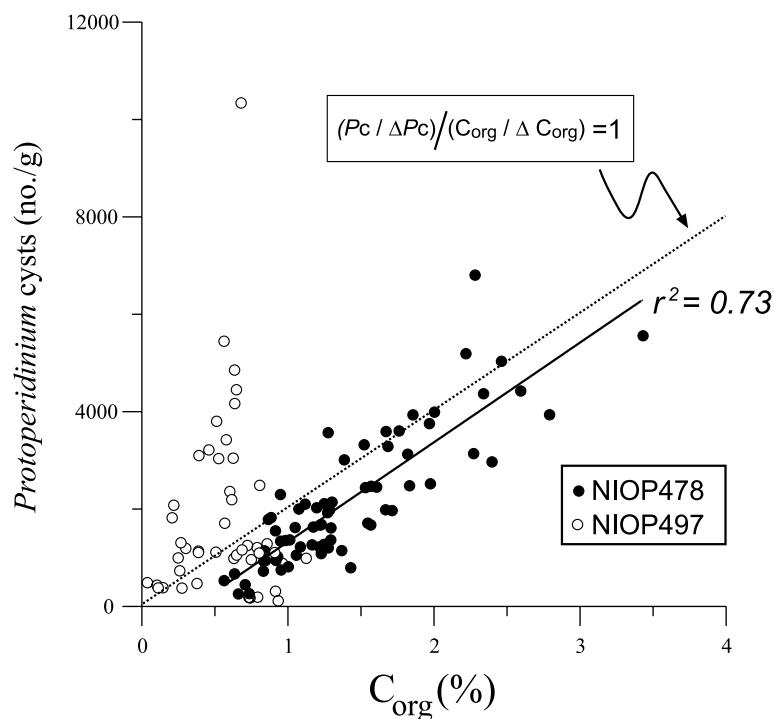 12000
(Pc / ΔPc)/(Corg / Δ Corg) =1
8000
Protoperidinium cysts (no./g)
r² = 0.73
4000
NIOP478
NIOP497
0
0 1 2 3 4
Corg (%)